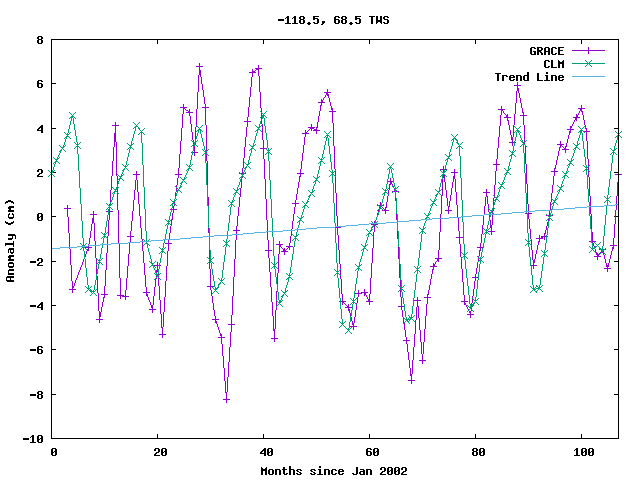 -118.5, 68.5 TWS
GRACE
CLM
Trend Line
8
6
4
2
0
-2
-4
-6
-8
-10
Anomaly (cm)
0 20 40 60 80 100
Months since Jan 2002